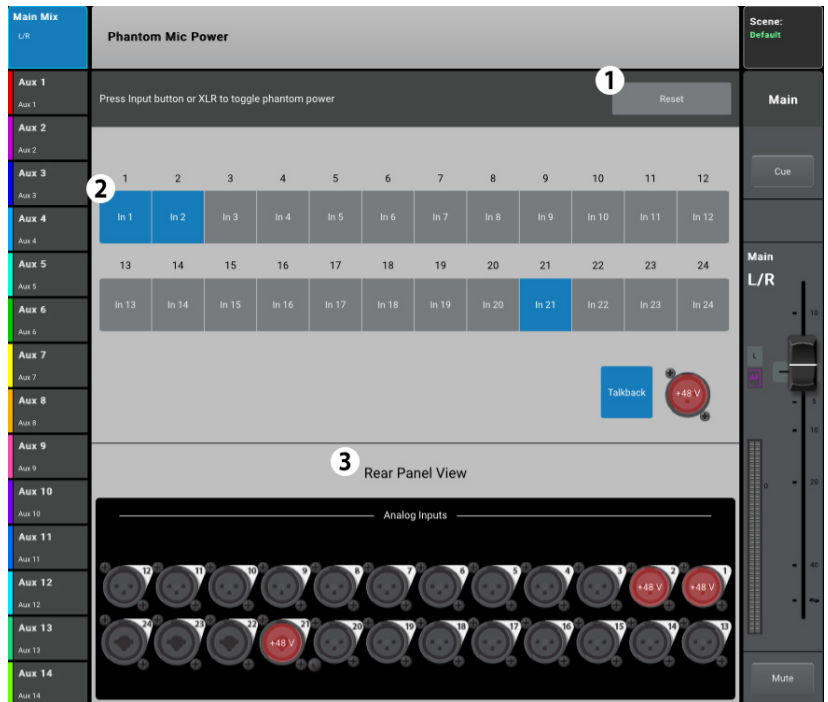 Main Mix
L/R
Phantom Mic Power
Scene:
Default
Aux 1
Aux 1
Press Input button or XLR to toggle phantom power
1
Reset
Main
Aux 2
Aux 2
Aux 3
Aux 3
2
1 2 3 4 5 6 7 8 9 10 11 12
Cue
In 1 In 2 In 3 In 4 In 5 In 6 In 7 In 8 In 9 In 10 In 11 In 12
Aux 4
Aux 4
Aux 5
Aux 5
13 14 15 16 17 18 19 20 21 22 23 24
Main
L/R
In 13 In 14 In 15 In 16 In 17 In 18 In 19 In 20 In 21 In 22 In 23 In 24
Aux 6
Aux 6
10
Aux 7
Aux 7
L
Talkback
+48 V
Aux 8
Aux 8
5
10
Aux 9
Aux 9
3
Rear Panel View
0
20
Aux 10
Aux 10
Analog Inputs
Aux 11
Aux 11
40
12 11 10 9 8 7 6 5 4 3 2 1
+48 V +48 V
Aux 12
Aux 12
∞
24 23 22 21 20 19 18 17 16 15 14 13
+48 V
Aux 13
Aux 13
Aux 14
Aux 14
Mute